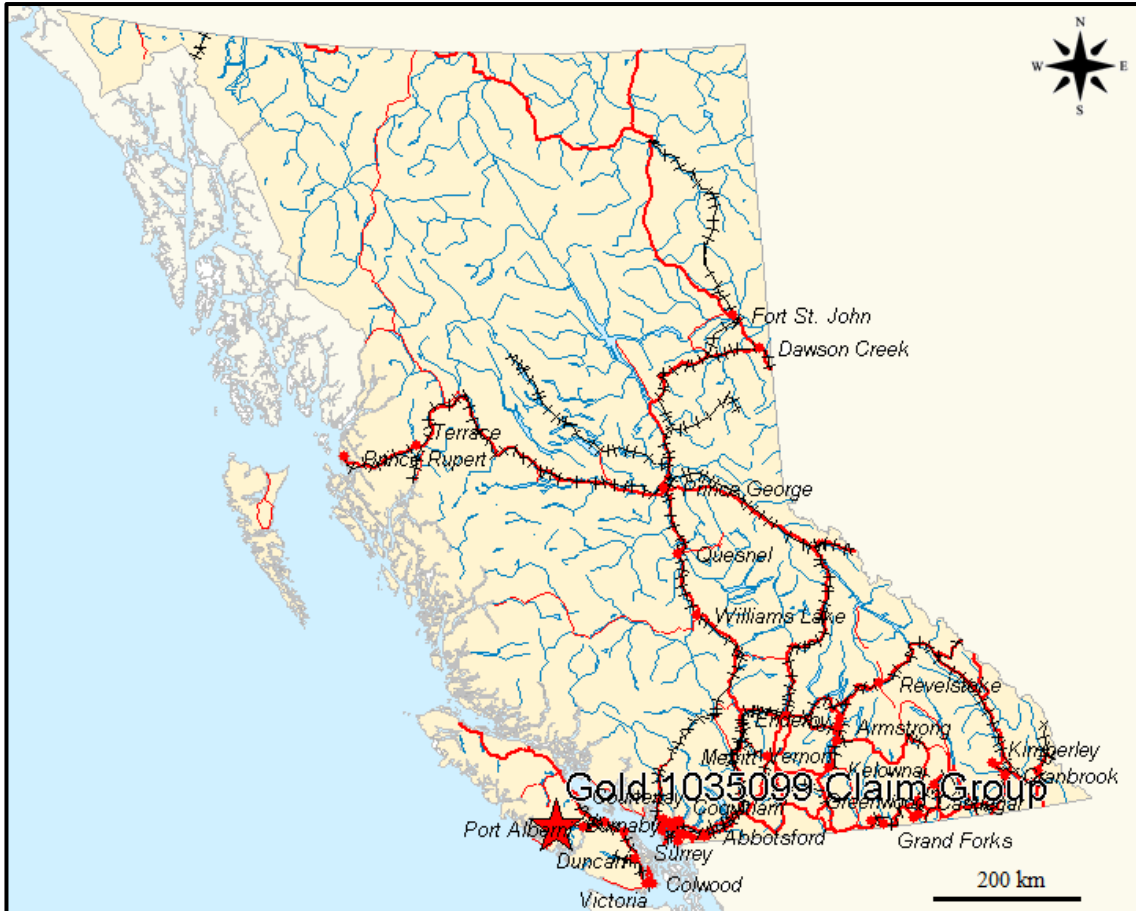 N
W E
S
Fort St. John
Dawson Creek
Terrace
Prince Rupert
Prince George
Quesnel
Williams Lake
Revelstoke
Enderby
Armstrong
Merritt
Vernon
Kimberley
Kelowna
Cranbrook
Gold 1035099 Claim Group
Courtenay
Coquitlam
Greenwood
Castlegar
Port Alberni
Burnaby
Abbotsford
Grand Forks
Surrey
Duncan
Colwood
Victoria
200 km